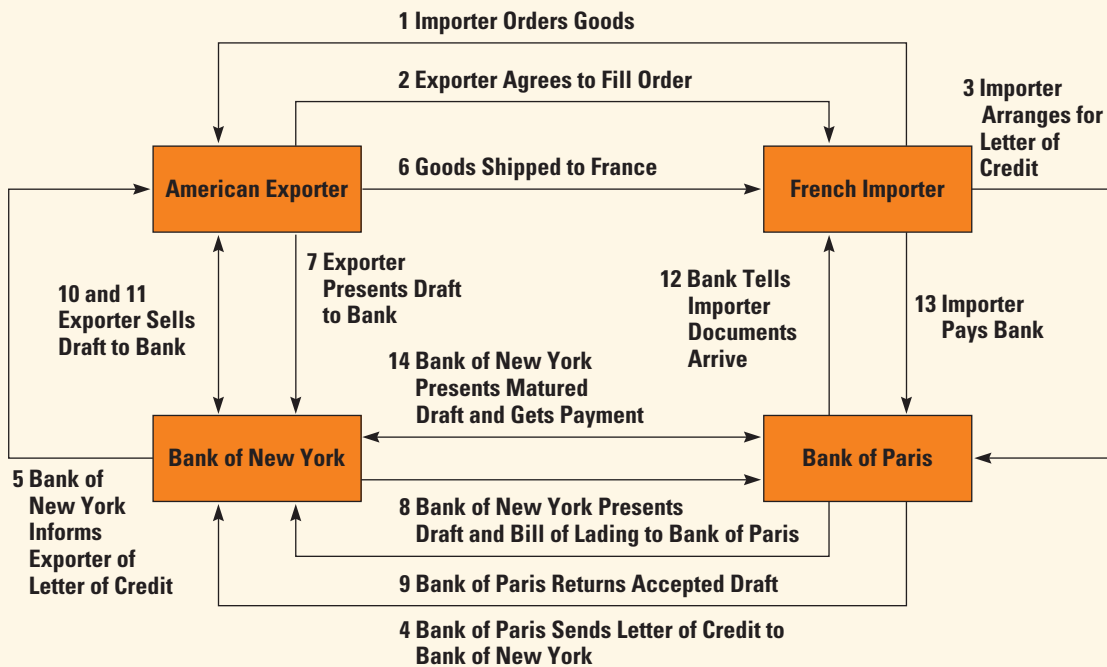 1 Importer Orders Goods
2 Exporter Agrees to Fill Order
3 Importer
Arranges for
Letter of
Credit
American Exporter
6 Goods Shipped to France
French Importer
10 and 11
Exporter Sells
Draft to Bank
7 Exporter
Presents Draft
to Bank
12 Bank Tells
Importer
Documents
Arrive
13 Importer
Pays Bank
14 Bank of New York
Presents Matured
Draft and Gets Payment
Bank of New York
Bank of Paris
5 Bank of
New York
Informs
Exporter of
Letter of Credit
8 Bank of New York Presents
Draft and Bill of Lading to Bank of Paris
9 Bank of Paris Returns Accepted Draft
4 Bank of Paris Sends Letter of Credit to
Bank of New York